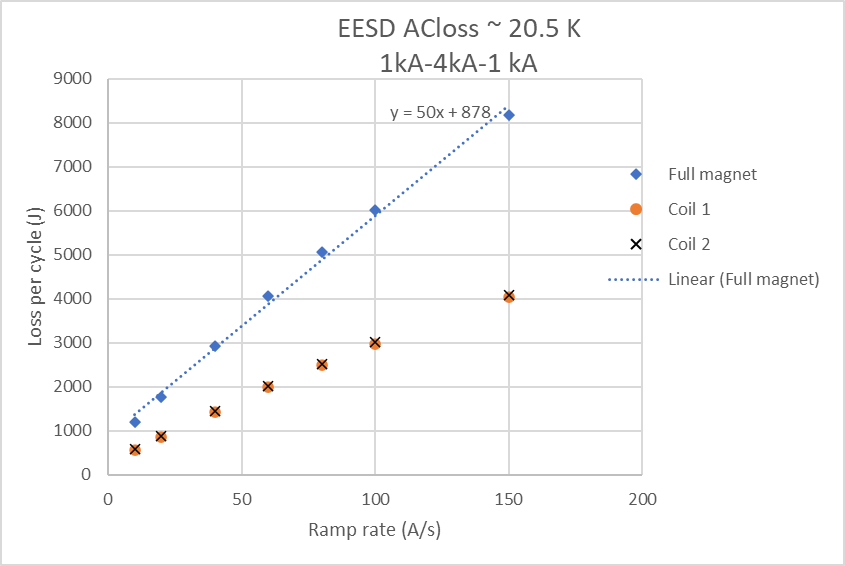 EESD ACloss ~ 20.5 K
1kA-4kA-1 kA
9000
8000
7000
6000
5000
4000
3000
2000
1000
0
Loss per cycle (J)
y = 50x + 878
0
50
100
150
200
Ramp rate (A/s)
Full magnet
Coil 1
Coil 2
Linear (Full magnet)